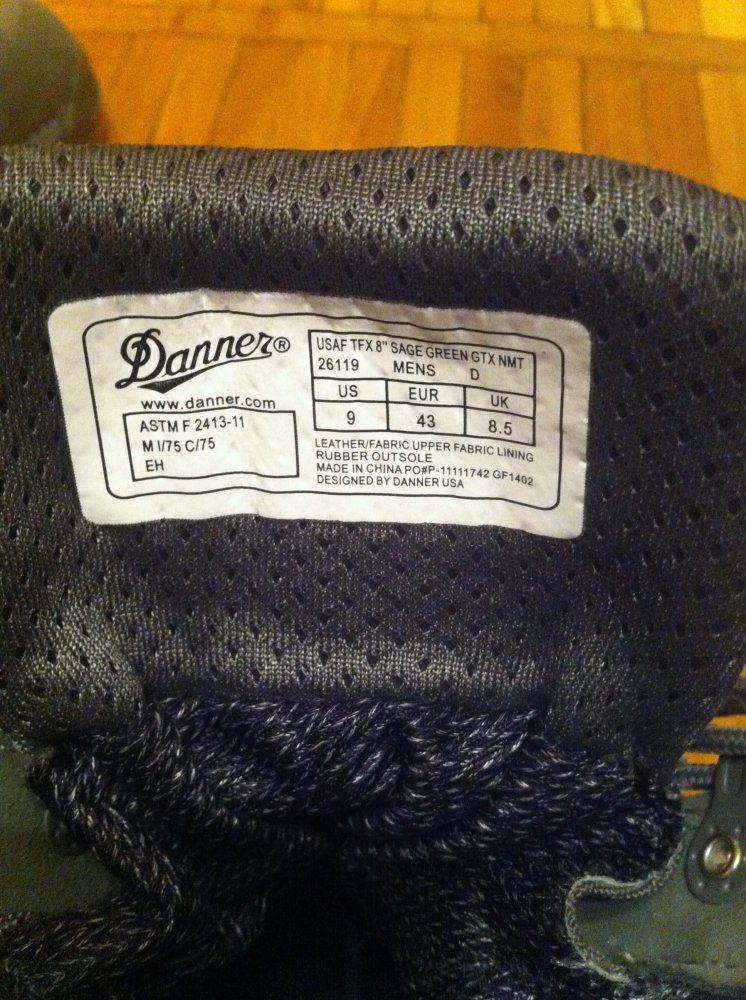 Danner®
www.danner.com
ASTM F 2413-11
M I/75 C/75
EH
USAF TFX 8" SAGE GREEN GTX NMT
26119 MENS D
US EUR UK
9 43 8.5
LEATHER/FABRIC UPPER FABRIC LINING
RUBBER OUTSOLE
MADE IN CHINA PO#P-11111742 GF1402
DESIGNED BY DANNER USA